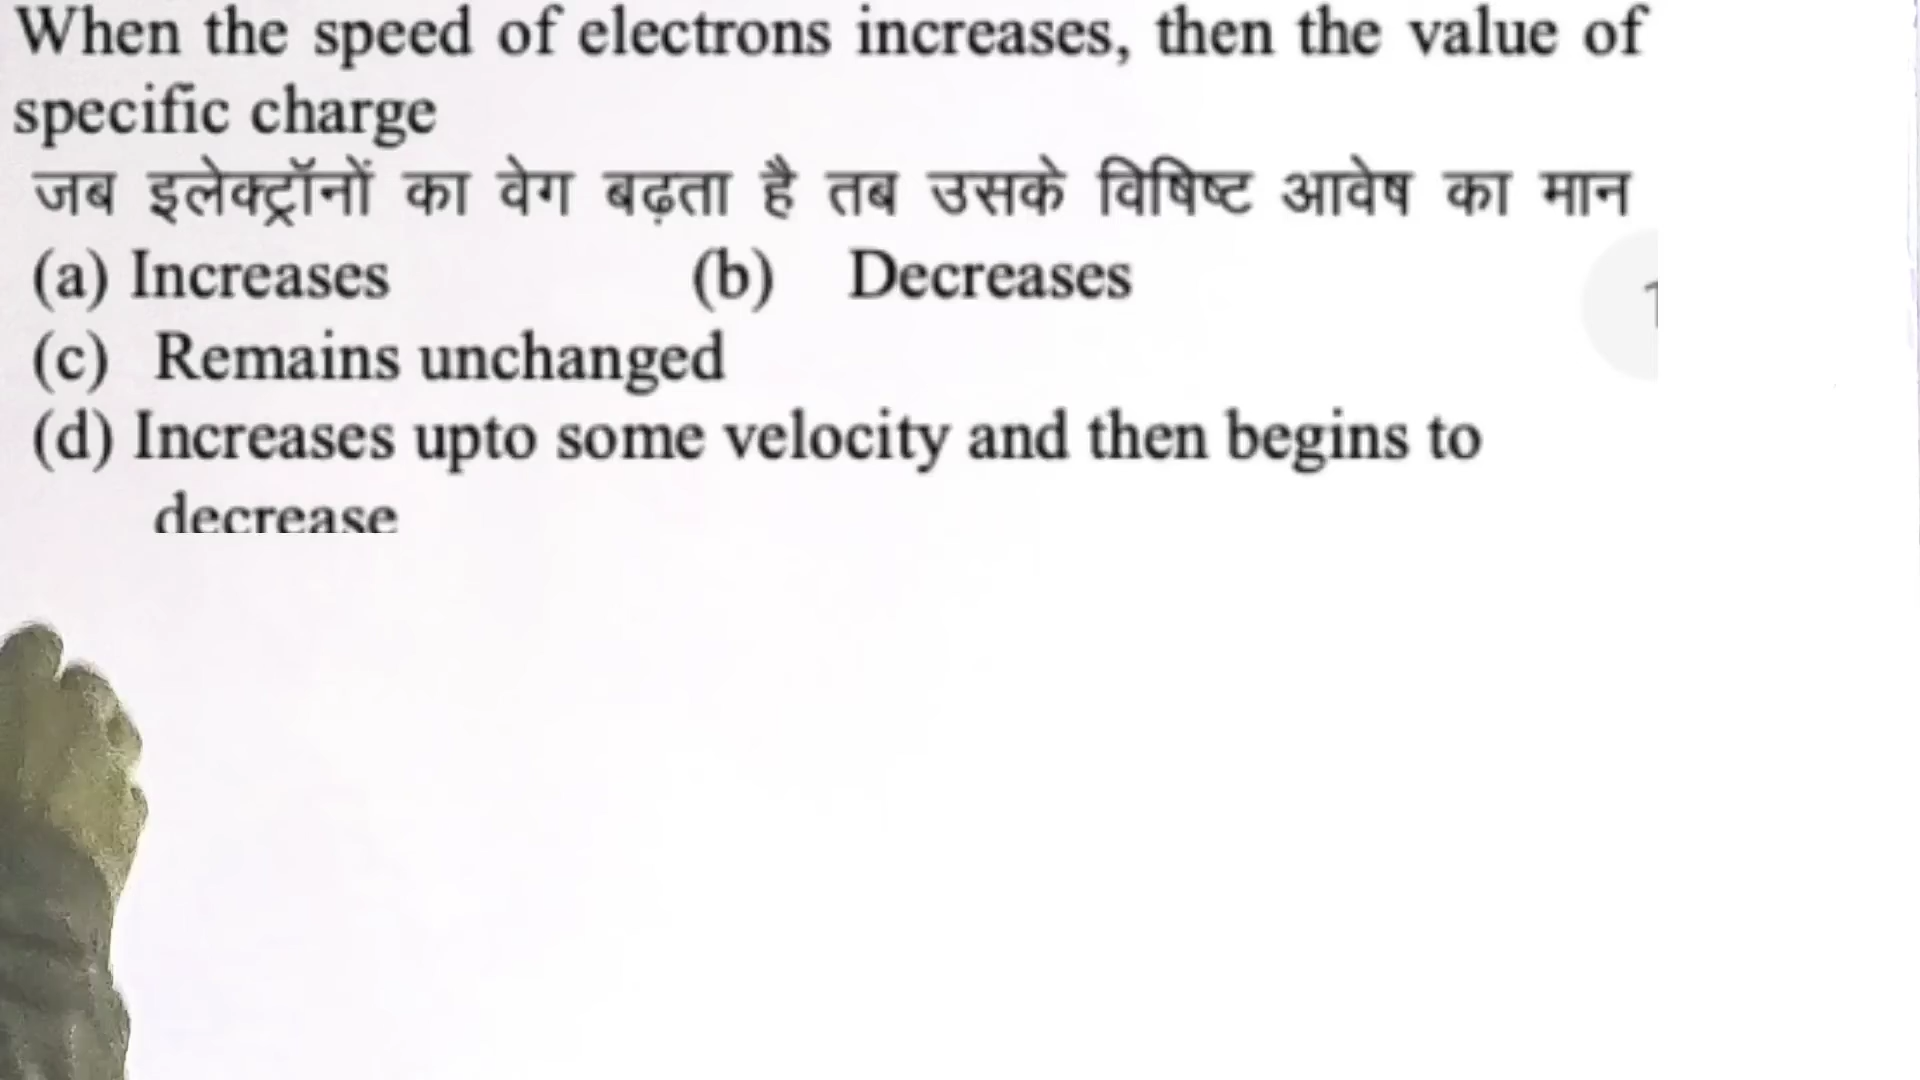 When the speed of electrons increases, then the value of
specific charge
जब इलेक्ट्रॉनों का वेग बढ़ता है तब उसके विषिष्ट आवेष का मान
(a) Increases (b) Decreases
(c) Remains unchanged
(d) Increases upto some velocity and then begins to
decrease